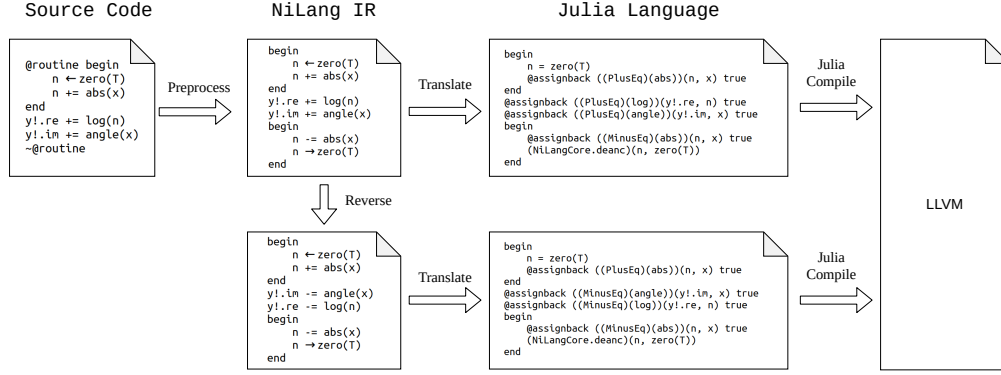 Source Code
NiLang IR
Julia Language
@routine begin
    n ←zero(T)
    n += abs(x)
end
y!.re += log(n)
y!.im += angle(x)
~@routine
Preprocess
begin
    n ←zero(T)
    n += abs(x)
end
y!.re += log(n)
y!.im += angle(x)
begin
    n -= abs(x)
    n →zero(T)
end
Translate
begin
    n = zero(T)
    @assignback ((PlusEq)(abs))(n, x) true
end
@assignback ((PlusEq)(log))(y!.re, n) true
@assignback ((PlusEq)(angle))(y!.im, x) true
begin
    @assignback ((MinusEq)(abs))(n, x) true
    (NiLangCore.deanc)(n, zero(T))
end
Julia
Compile
LLVM
Reverse
begin
    n ←zero(T)
    n += abs(x)
end
y!.im -= angle(x)
y!.re -= log(n)
begin
    n -= abs(x)
    n →zero(T)
end
Translate
begin
    n = zero(T)
    @assignback ((PlusEq)(abs))(n, x) true
end
@assignback ((MinusEq)(angle))(y!.im, x) true
@assignback ((MinusEq)(log))(y!.re, n) true
begin
    @assignback ((MinusEq)(abs))(n, x) true
    (NiLangCore.deanc)(n, zero(T))
end
Julia
Compile